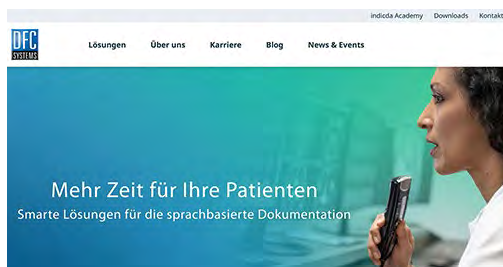 indicda Academy Downloads Kontakt
DFC
SYSTEMS
Lösungen Über uns Karriere Blog News & Events
Mehr Zeit für Ihre Patienten
Smarte Lösungen für die sprachbasierte Dokumentation